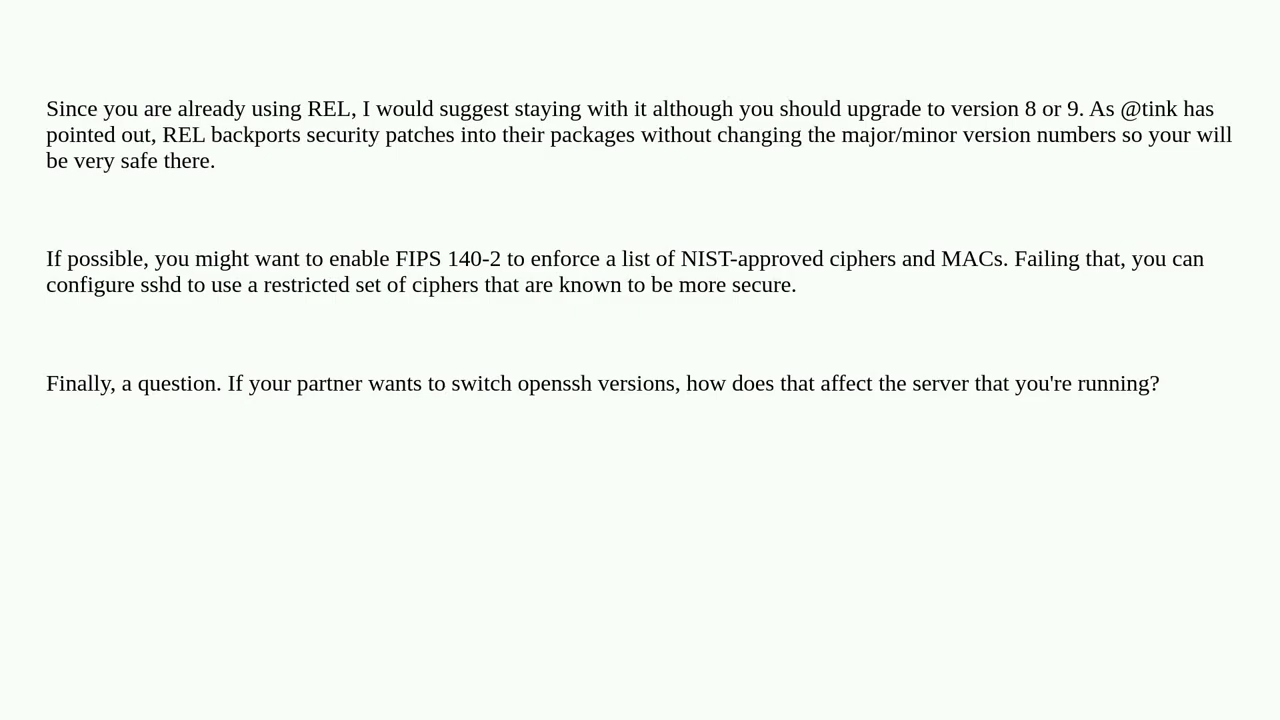 Since you are already using REL, I would suggest staying with it although you should upgrade to version 8 or 9. As @tink has
pointed out, REL backports security patches into their packages without changing the major/minor version numbers so your will
be very safe there.
If possible, you might want to enable FIPS 140-2 to enforce a list of NIST-approved ciphers and MACs. Failing that, you can
configure sshd to use a restricted set of ciphers that are known to be more secure.
Finally, a question. If your partner wants to switch openssh versions, how does that affect the server that you're running?